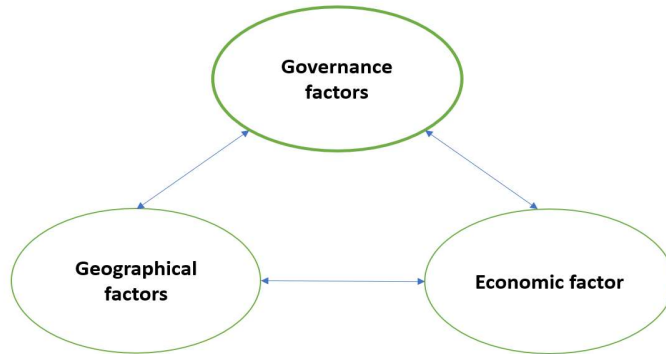 Governance
factors
Geographical
factors
Economic factor